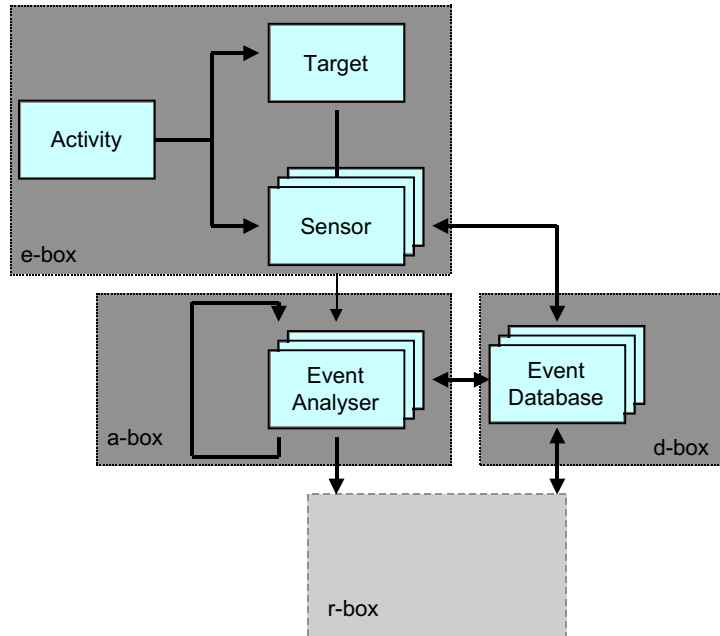 Target
Activity
Sensor
e-box
Event
Analyser
a-box
Event
Database
d-box
r-box